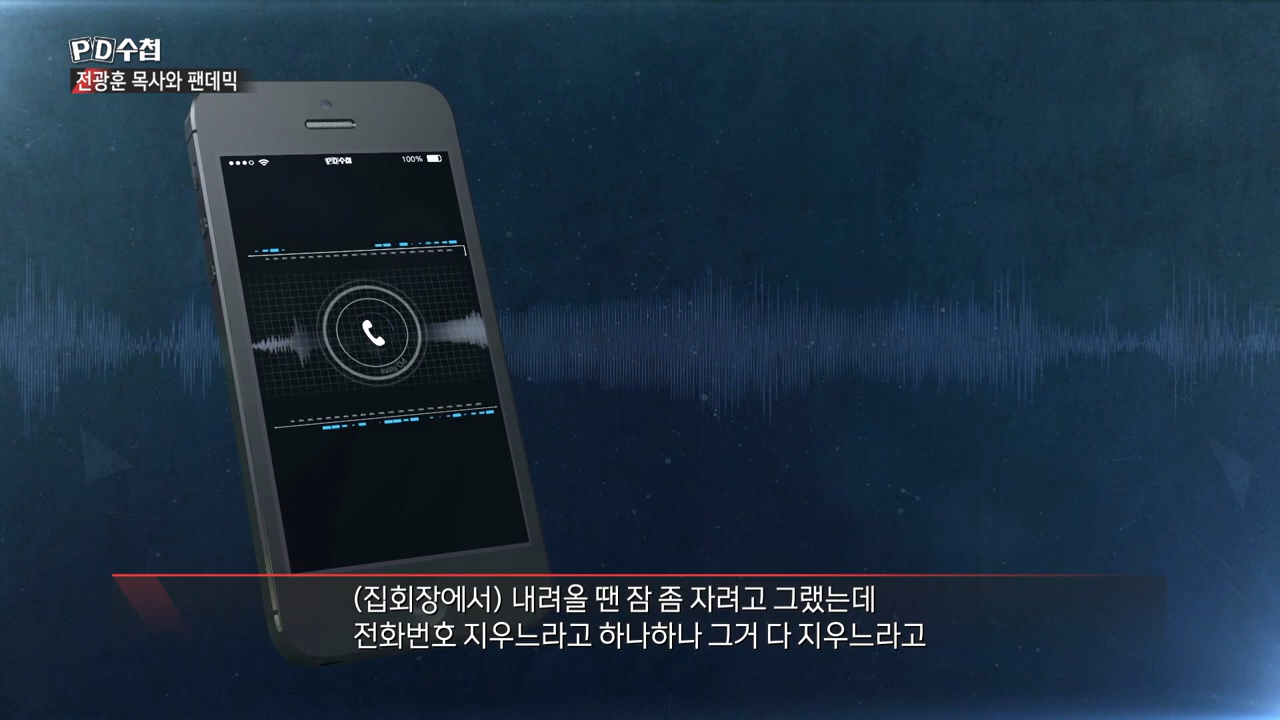 PD수첩
전광훈 목사와 팬데믹
PD수첩
100%
PD Note
(집회장에서) 내려올 땐 잠 좀 자려고 그랬는데
전화번호 지우느라고 하나하나 그거 다 지우느라고